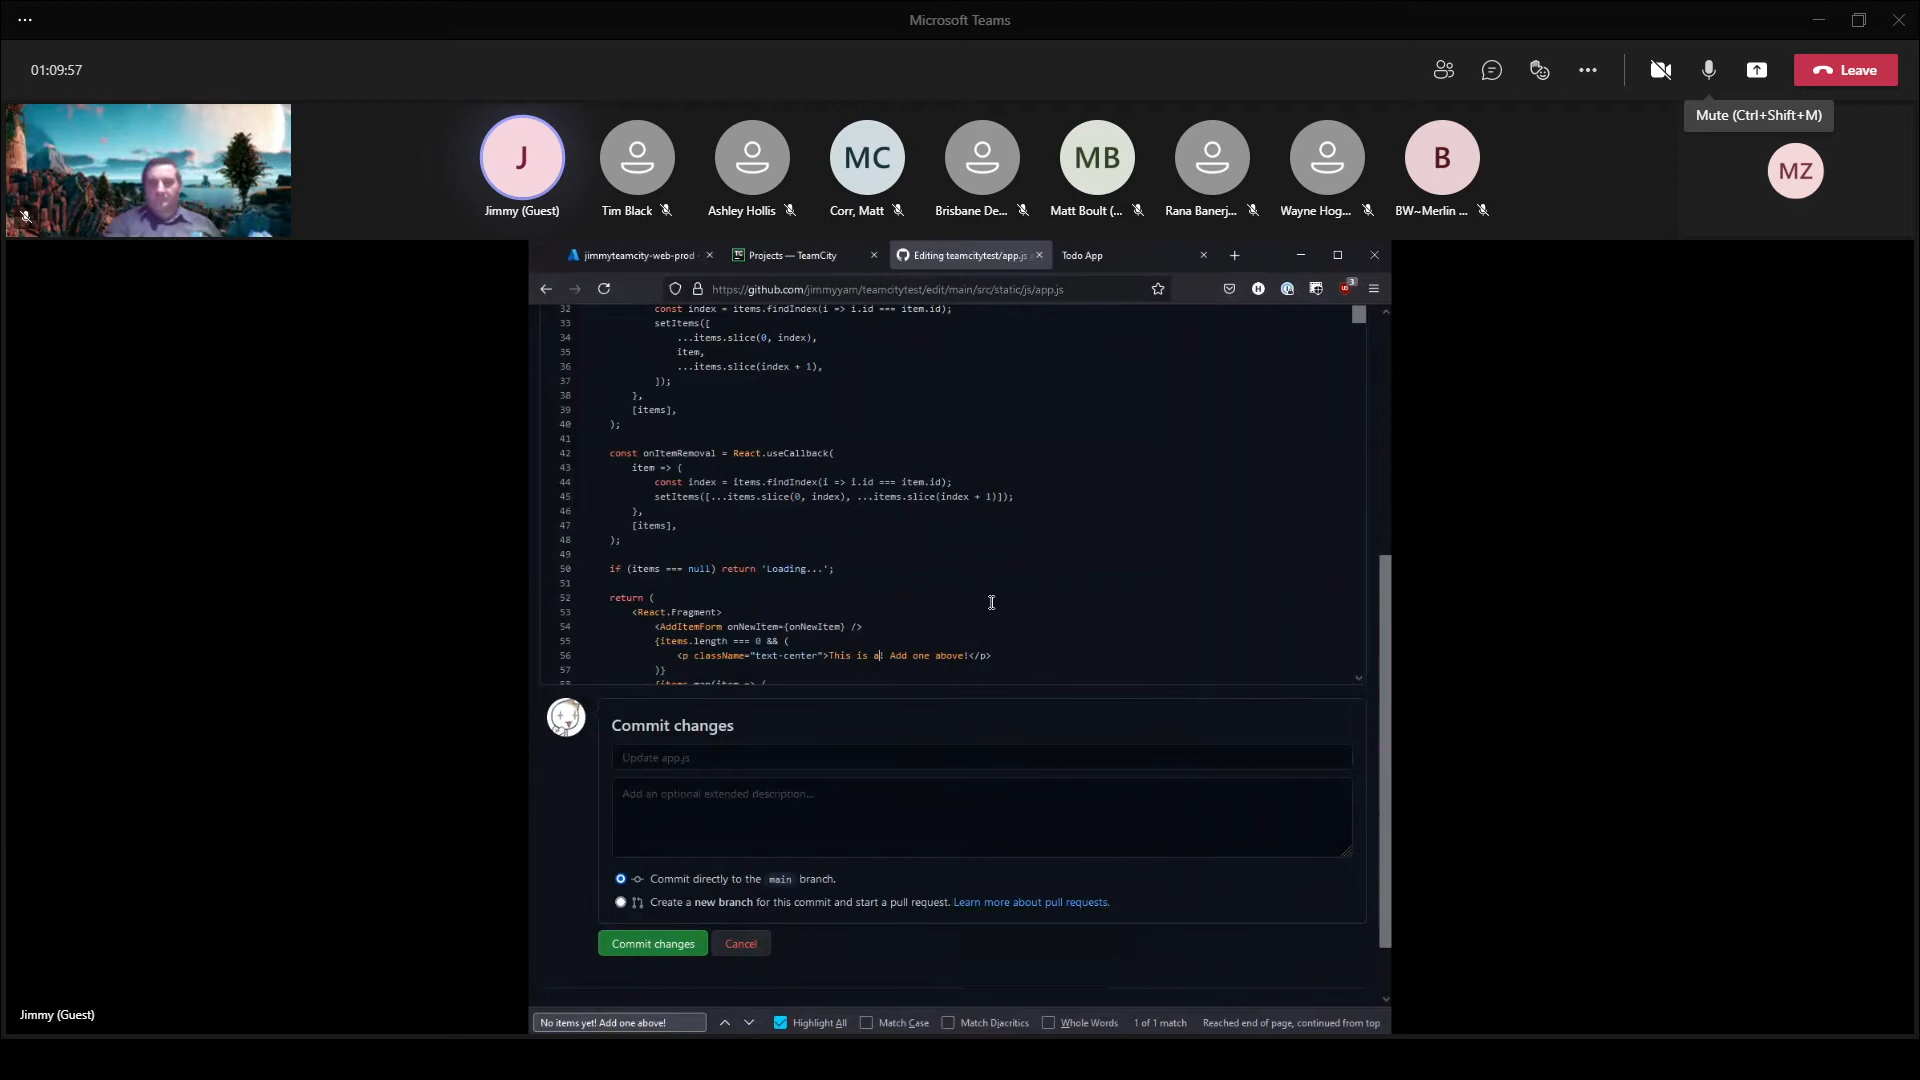 Microsoft Teams
01:09:57
Leave
Mute (Ctrl+Shift+M)
J
MC
MB
B
MZ
Jimmy (Guest)
Tim Black
Ashley Hollis
Corr, Matt
Brisbane De...
Matt Boult (...
Rana Banerj...
Wayne Hog...
BW~Merlin ...
jimmyteamcity-web-prod
Projects — TeamCity
Editing teamcitytest/app.js
Todo App
https://github.com/jimmyyam/teamcitytest/edit/main/src/static/js/app.js
3
32 const index = items.findIndex(i => i.id === item.id);
33 setItems([
34 ...items.slice(0, index),
35 item,
36 ...items.slice(index + 1),
37 ]);
38 },
39 [items],
40 );
41
42 const onItemRemoval = React.useCallback(
43 item => {
44 const index = items.findIndex(i => i.id === item.id);
45 setItems([...items.slice(0, index), ...items.slice(index + 1)]);
46 },
47 [items],
48 );
49
50 if (items === null) return 'Loading...';
51
52 return (
53 <React.Fragment>
54 <AddItemForm onNewItem={onNewItem} />
55 {items.length === 0 && (
56 <p className="text-center">This is a! Add one above!</p>
57 )}
58 {items.map(item => (
Commit changes
Update app.js
Add an optional extended description...
Commit directly to the main branch.
Create a new branch for this commit and start a pull request. Learn more about pull requests.
Commit changes
Cancel
Jimmy (Guest)
No items yet! Add one above!
Highlight All
Match Case
Match Diacritics
Whole Words
1 of 1 match
Reached end of page, continued from top